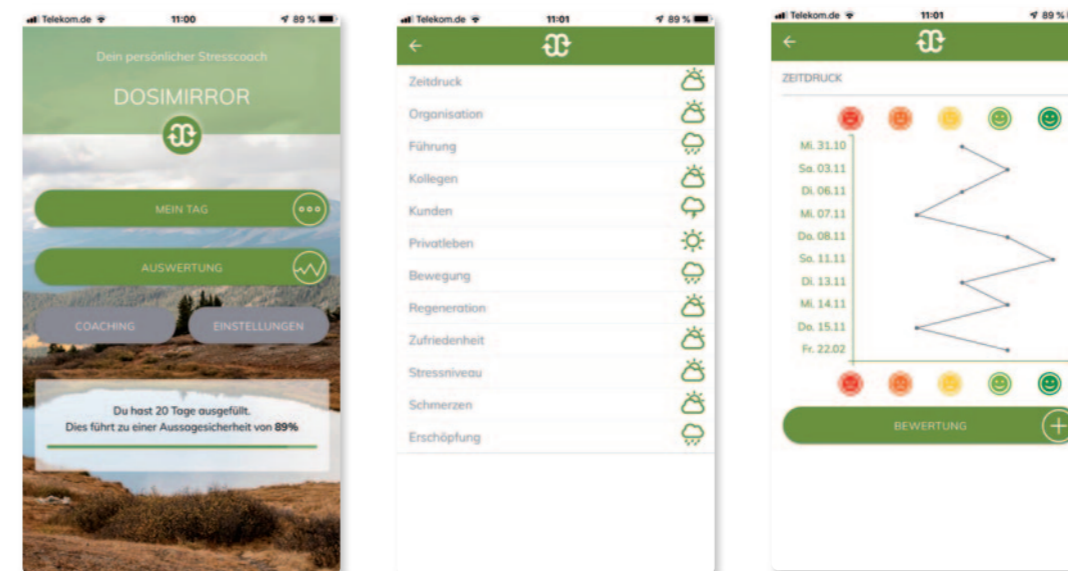 Telekom.de 11:00 89 %
Dein persönlicher Stresscoach
DOSIMIRROR
MEIN TAG
AUSWERTUNG
COACHING EINSTELLUNGEN
Du hast 20 Tage ausgefüllt.
Dies führt zu einer Aussagesicherheit von 89%
Telekom.de 11:01 89 %
Zeitdruck
Organisation
Führung
Kollegen
Kunden
Privatleben
Bewegung
Regeneration
Zufriedenheit
Stressniveau
Schmerzen
Erschöpfung
Telekom.de 11:01 89 %
ZEITDRUCK
Mi. 31.10
Sa. 03.11
Di. 06.11
Mi. 07.11
Do. 08.11
So. 11.11
Di. 13.11
Mi. 14.11
Do. 15.11
Fr. 22.02
BEWERTUNG